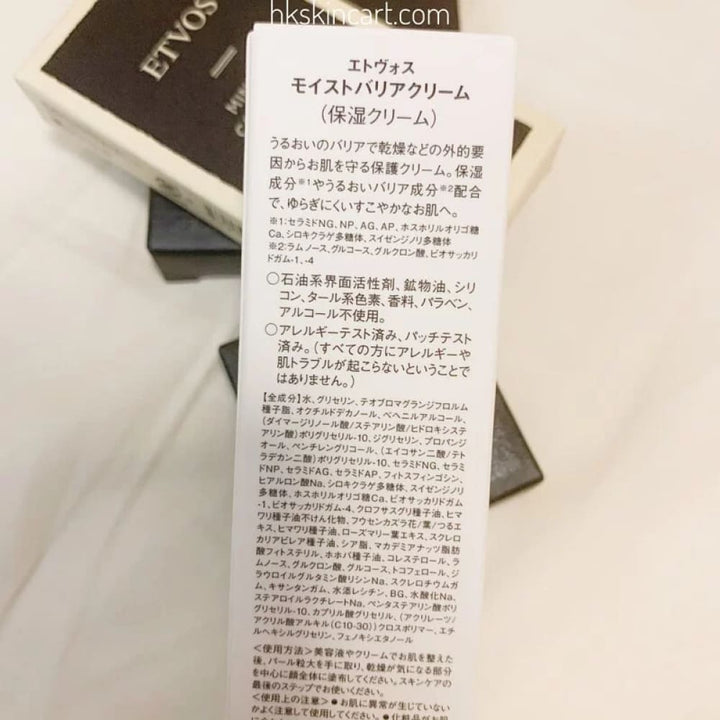 hkskincart.com
ETVOS
エトヴォス
モイストバリアクリーム
(保湿クリーム)
うるおいのバリアで乾燥などの外的要
因からお肌を守る保護クリーム。保湿
成分※1やうるおいバリア成分※2配合
で、ゆらぎにくいすこやかなお肌へ。
※1:セラミドNG、NP、AG、AP、ホスホリルオリゴ糖
Ca、シロキクラゲ多糖体、スイゼンジノリ多糖体
※2:ラムノース、グルコース、グルクロン酸、ビオサッカリ
ドガム-1、-4
○石油系界面活性剤、鉱物油、シリ
コン、タール系色素、香料、パラベン、
アルコール不使用。
○アレルギーテスト済み、パッチテスト
済み。(すべての方にアレルギーや
肌トラブルが起こらないということで
はありません。)
【全成分】水、グリセリン、テオブロマグランジフロルム
種子脂、オクチルドデカノール、ベヘニルアルコール、
(ダイマージリノール酸/ステアリン酸/ヒドロキシステ
アリン酸)ポリグリセリル-10、ジグリセリン、プロパンジ
オール、ペンチレングリコール、(エイコサン二酸/テト
ラデカン二酸)ポリグリセリル-10、セラミドNG、セラミ
ドNP、セラミドAG、セラミドAP、フィトスフィンゴシン、
ヒアルロン酸Na、シロキクラゲ多糖体、スイゼンジノリ
多糖体、ホスホリルオリゴ糖Ca、ビオサッカリドガム
-1、ビオサッカリドガム-4、クロフサスグリ種子油、ヒマ
ワリ種子油不けん化物、フウセンカズラ花/葉/つるエ
キス、ヒマワリ種子油、ローズマリー葉エキス、スクレロ
カリアビレア種子油、シア脂、マカデミアナッツ脂肪
酸フィトステリル、ホホバ種子油、コレステロール、ラ
ムノース、グルクロン酸、グルコース、トコフェロール、ジ
ラウロイルグルタミン酸リシンNa、スクレロチウムガ
ム、キサンタンガム、水添レシチン、BG、水酸化Na、
ステアロイルラクチレートNa、ペンタステアリン酸ポリ
グリセリル-10、カプリル酸グリセリル、(アクリレーツ/
アクリル酸アルキル(C10-30))クロスポリマー、エチ
ルヘキシルグリセリン、フェノキシエタノール
<使用方法>美容液やクリームでお肌を整えた
後、パール粒大を手に取り、乾燥が気になる部分
を中心に顔全体に塗布してください。スキンケアの
最後のステップでお使いください。
<使用上の注意>●お肌に異常が生じていない
かよく注意して使用してください。●化粧品がお肌